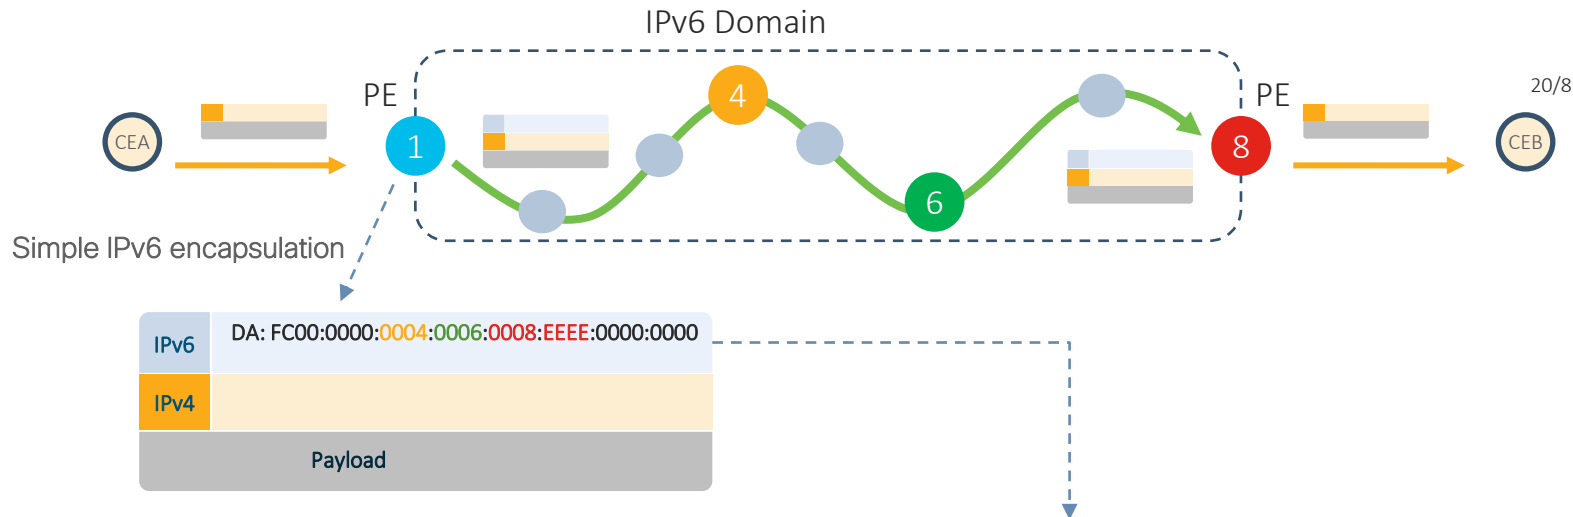 IPv6 Domain
PE
PE
20/8
CEA
1
4
6
8
CEB
Simple IPv6 encapsulation
IPv6
DA: FC00:0000:0004:0006:0008:EEEE:0000:0000
IPv4
Payload